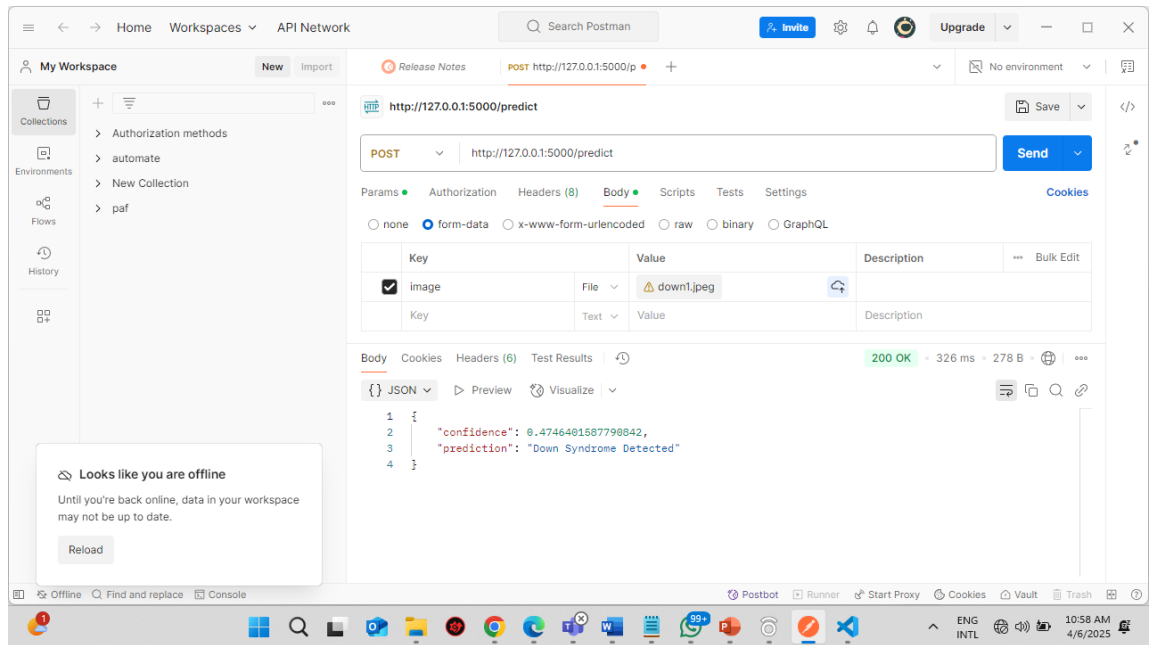 Home Workspaces API Network Search Postman Invite Upgrade
My Workspace New Import Release Notes POST http://127.0.0.1:5000/p No environment
Collections
Environments
Flows
History
Authorization methods
automate
New Collection
paf
HTTP http://127.0.0.1:5000/predict Save
POST http://127.0.0.1:5000/predict Send
Params Authorization Headers (8) Body Scripts Tests Settings Cookies
none form-data x-www-form-urlencoded raw binary GraphQL
Key Value Description Bulk Edit
image File down1.jpeg
Key Text Value Description
Body Cookies Headers (6) Test Results 200 OK 326 ms 278 B
{} JSON Preview Visualize
1 {
2 "confidence": 0.4746401587790842,
3 "prediction": "Down Syndrome Detected"
4 }
Looks like you are offline
Until you're back online, data in your workspace
may not be up to date.
Reload
Offline Find and replace Console Postbot Runner Start Proxy Cookies Vault Trash
1 99+ ENG
INTL
10:58 AM
4/6/2025